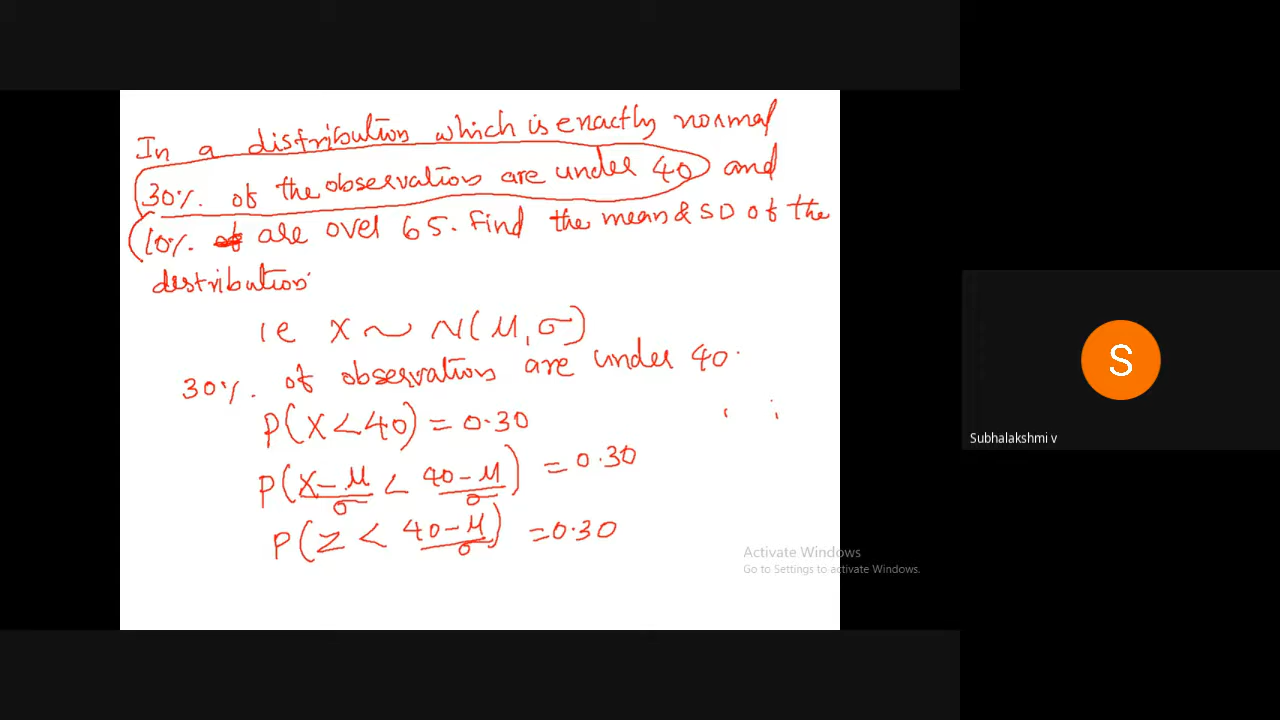 In a distribution which is exactly normal
30% of the observations are under 40 and
10% of are over 65. Find the mean & SD of the
distribution
ie X ~ N(μ, σ)
30% of observations are under 40.
P(X < 40) = 0.30
P((X-μ)/σ < (40-μ)/σ) = 0.30
P(Z < (40-μ)/σ) = 0.30
S
Subhalakshmi v
Activate Windows
Go to Settings to activate Windows.